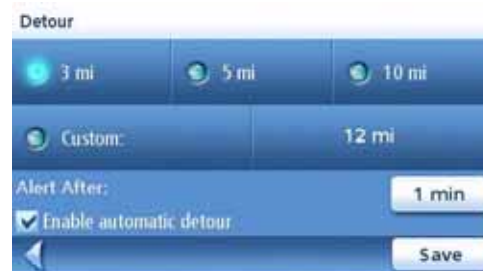 Detour
3 mi 5 mi 10 mi
Custom: 12 mi
Alert After: 1 min
Enable automatic detour
Save